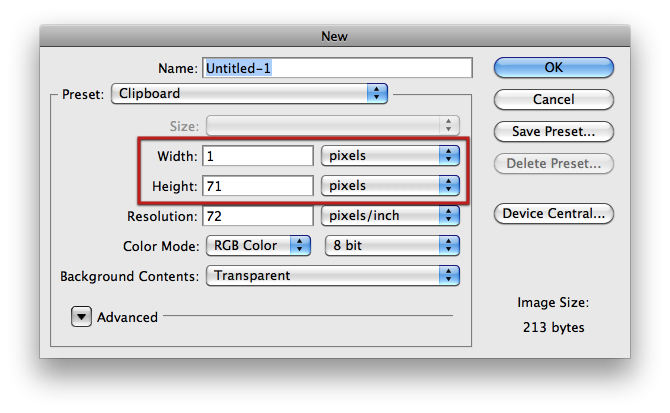 New
Name: Untitled-1
OK
Preset: Clipboard
Cancel
Size:
Save Preset...
Width: 1 pixels
Delete Preset...
Height: 71 pixels
Resolution: 72 pixels/inch
Device Central...
Color Mode: RGB Color 8 bit
Background Contents: Transparent
Advanced
Image Size:
213 bytes